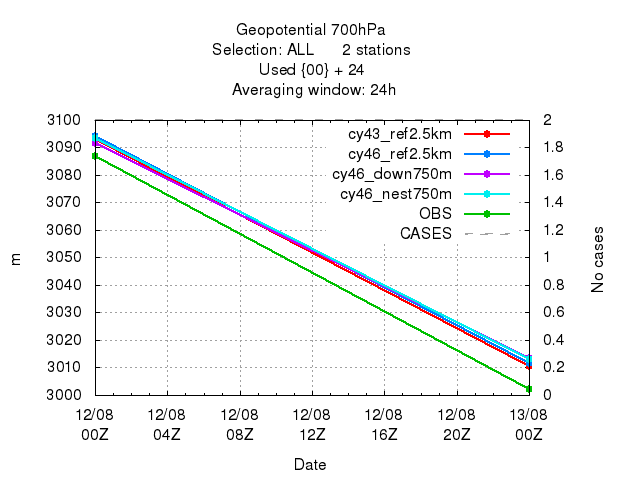 Geopotential 700hPa
Selection: ALL 2 stations
Used {00} + 24
Averaging window: 24h
3100
3090
3080
3070
3060
3050
3040
3030
3020
3010
3000
m
2
1.8
1.6
1.4
1.2
1
0.8
0.6
0.4
0.2
0
No cases
cy43_ref2.5km
cy46_ref2.5km
cy46_down750m
cy46_nest750m
OBS
CASES
12/08 12/08 12/08 12/08 12/08 12/08 13/08
00Z 04Z 08Z 12Z 16Z 20Z 00Z
Date